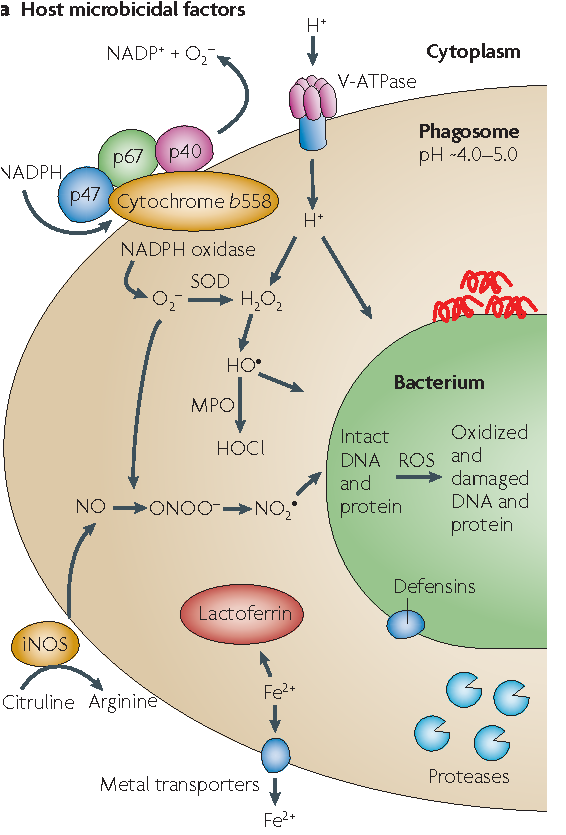 a Host microbicidal factors
H⁺
NADP⁺ + O₂⁻
Cytoplasm
V-ATPase
Phagosome
pH ~4.0–5.0
p67
p40
NADPH
p47
Cytochrome b558
H⁺
NADPH oxidase
SOD
O₂⁻
H₂O₂
HO•
Bacterium
MPO
HOCl
Intact
DNA
and
protein
ROS
Oxidized
and
damaged
DNA and
protein
NO
ONOO⁻
NO₂•
Defensins
Lactoferrin
iNOS
Citruline
Arginine
Fe²⁺
Proteases
Metal transporters
Fe²⁺